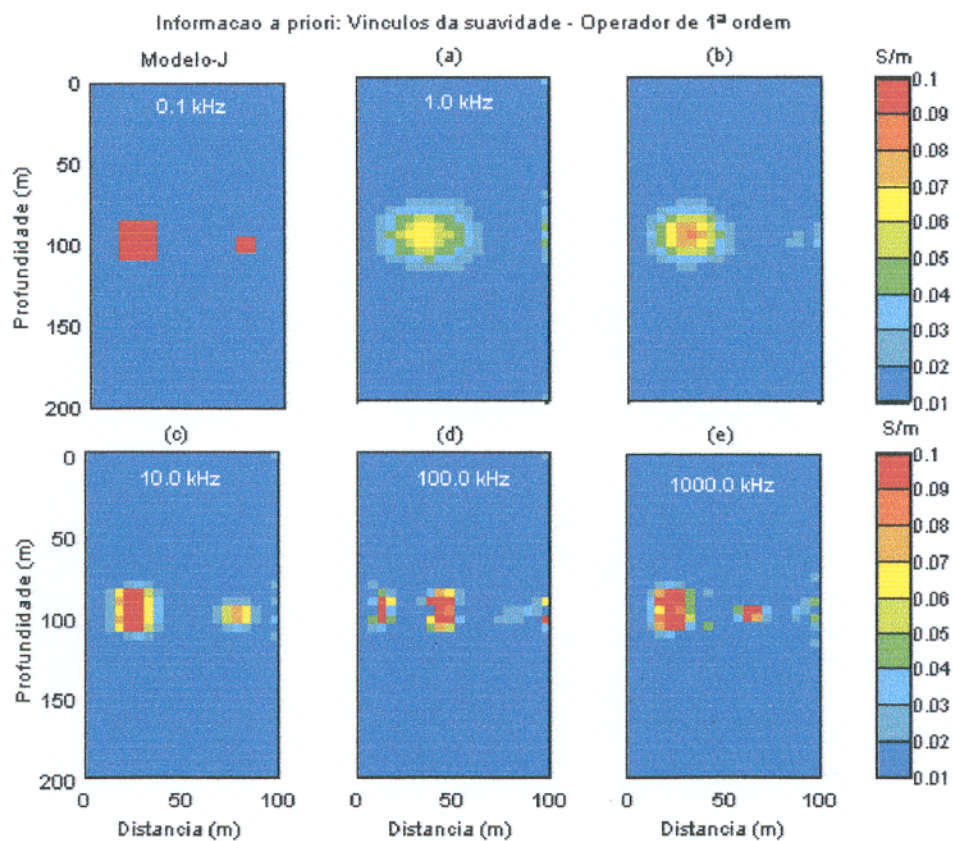 Informacao a priori: Vinculos da suavidade - Operador de 1ª ordem
Modelo-J
(a)
(b)
S/m
0.1 kHz
1.0 kHz
0
50
100
150
200
Profundidade (m)
0.1
0.09
0.08
0.07
0.06
0.05
0.04
0.03
0.02
0.01
(c)
(d)
(e)
S/m
10.0 kHz
100.0 kHz
1000.0 kHz
0
50
100
150
200
Profundidade (m)
0.1
0.09
0.08
0.07
0.06
0.05
0.04
0.03
0.02
0.01
0 50 100
0 50 100
0 50 100
Distancia (m)
Distancia (m)
Distancia (m)